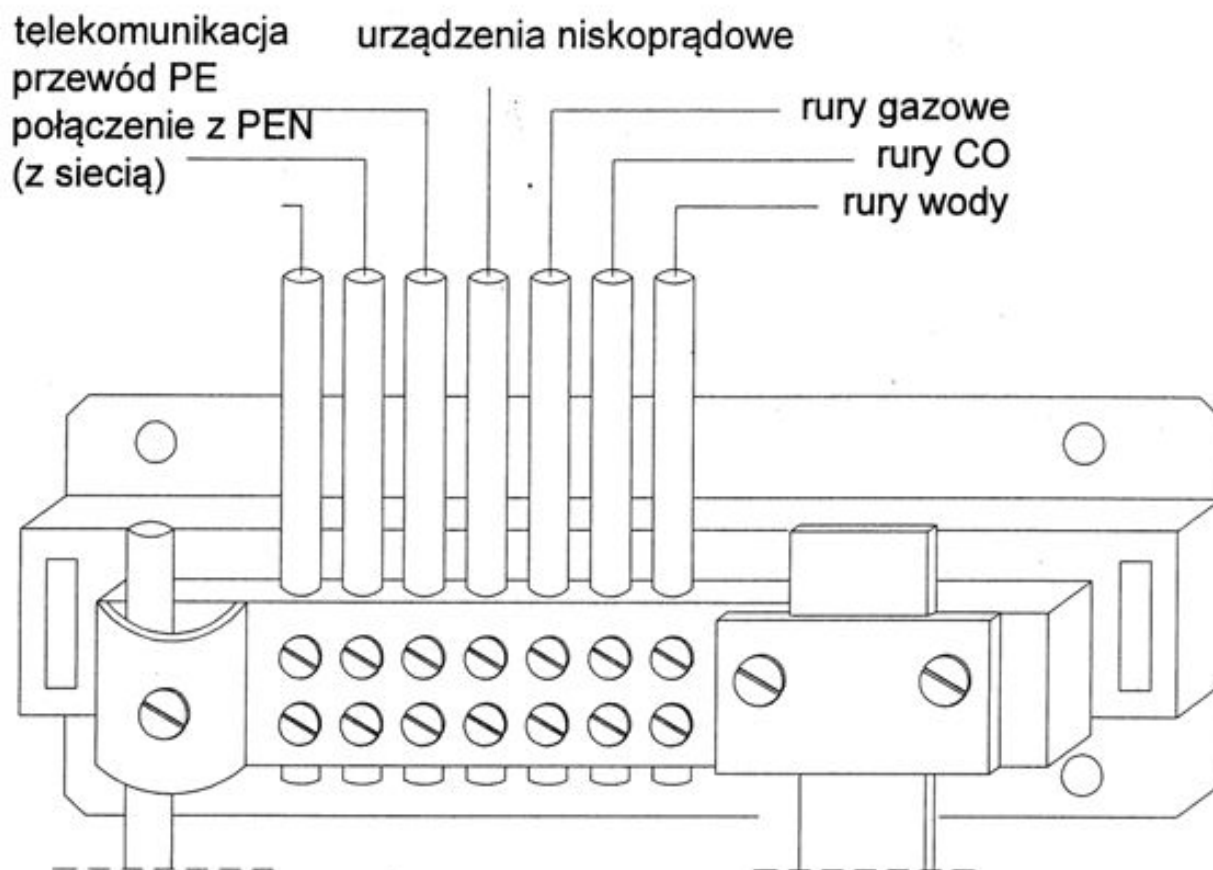 telekomunikacja
przewód PE
połączenie z PEN
(z siecią)
urządzenia niskoprądowe
rury gazowe
rury CO
rury wody